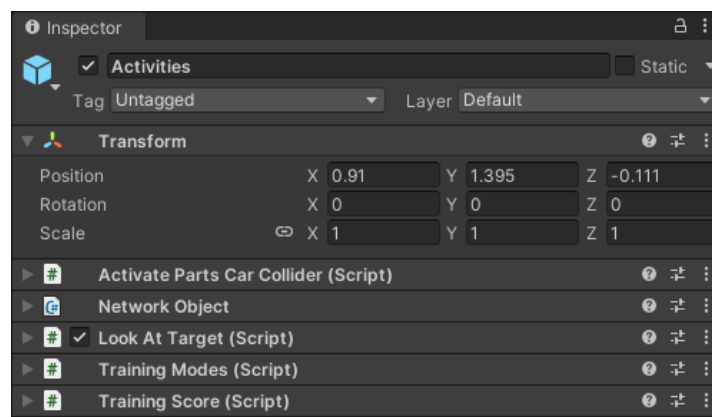 Inspector
Activities Static
Tag Untagged Layer Default
Transform
Position X 0.91 Y 1.395 Z -0.111
Rotation X 0 Y 0 Z 0
Scale X 1 Y 1 Z 1
# Activate Parts Car Collider (Script)
Network Object
# Look At Target (Script)
# Training Modes (Script)
# Training Score (Script)